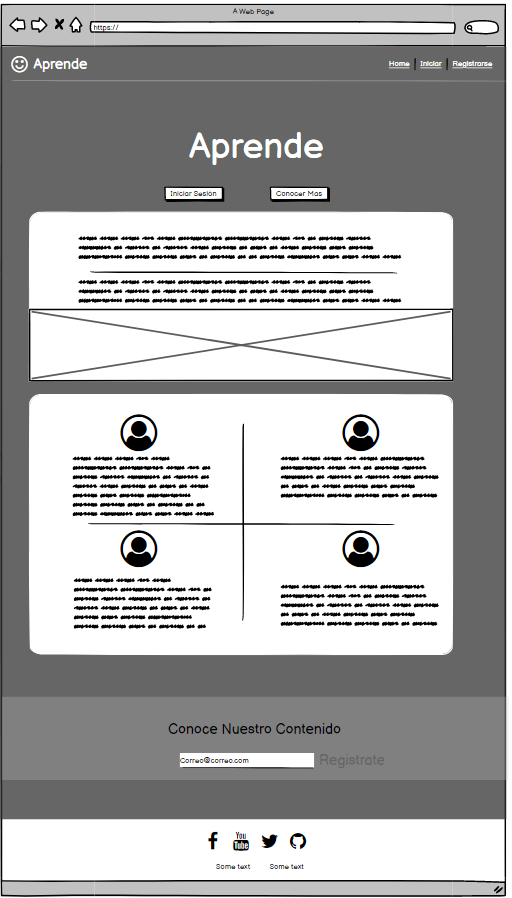 A Web Page
https://
Aprende
Home | Iniciar | Registrarse
Aprende
Iniciar Sesión
Conocer Mas
Conoce Nuestro Contenido
Correo@correo.com
Registrate
You Tube
Some text
Some text